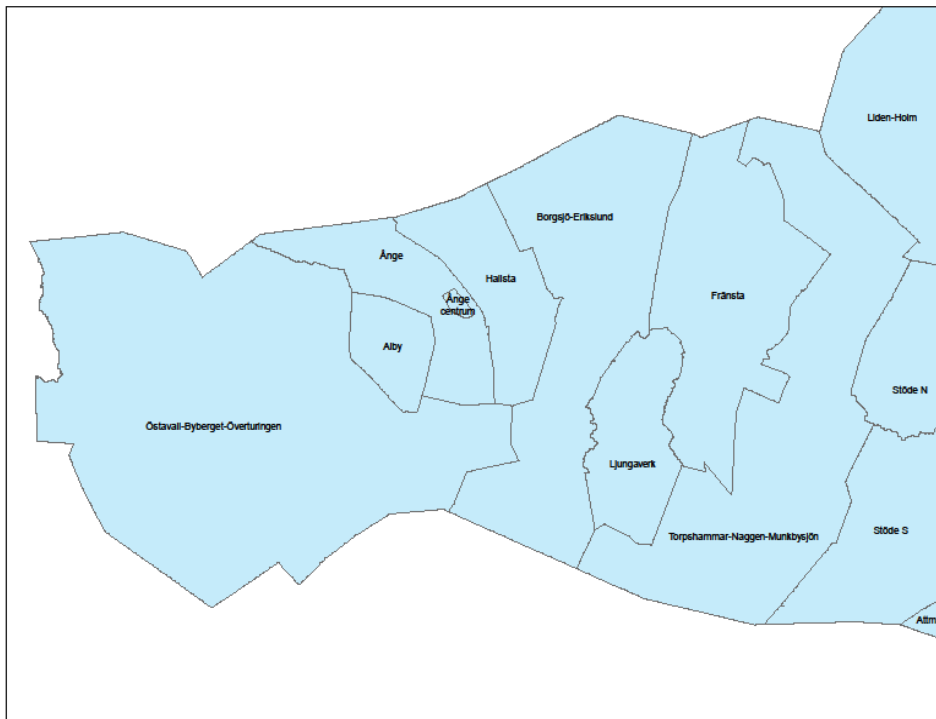 Liden-Holm
Borgsjö-Erikslund
Ånge
Hallsta
Fränsta
Ånge
centrum
Alby
Stöde N
Östavall-Byberget-Överturingen
Ljungaverk
Stöde S
Torpshammar-Naggen-Munkbysjön
Attm